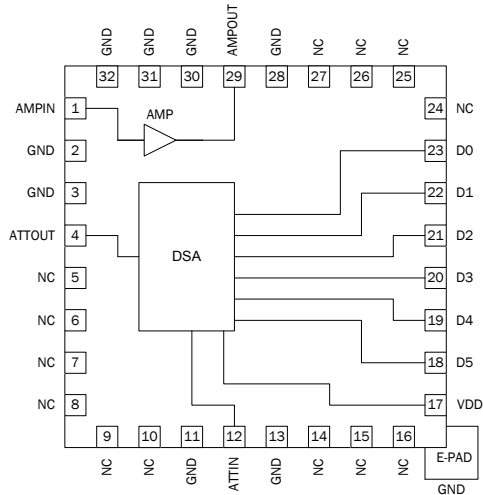 GND GND GND AMPOUT GND NC NC NC
32 31 30 29 28 27 26 25
AMPIN 1
AMP
24 NC
GND 2
23 D0
GND 3
22 D1
ATTOUT 4
21 D2
DSA
NC 5
20 D3
NC 6
19 D4
NC 7
18 D5
NC 8
17 VDD
9 10 11 12 13 14 15 16
NC NC GND ATTIN GND NC NC NC
E-PAD
GND